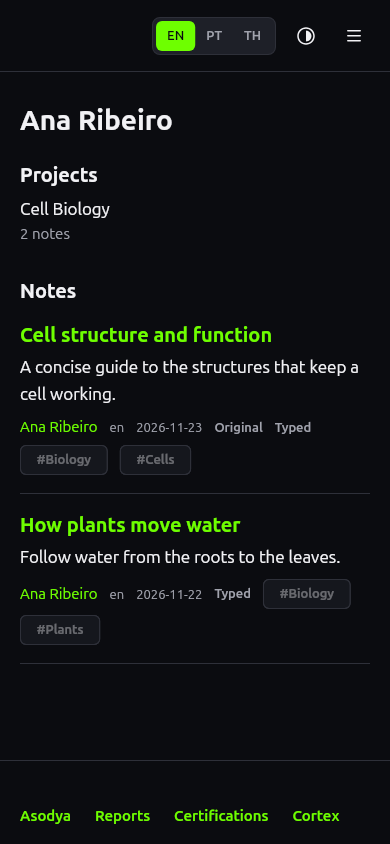 EN PT TH
Ana Ribeiro
Projects
Cell Biology
2 notes
Notes
Cell structure and function
A concise guide to the structures that keep a
cell working.
Ana Ribeiro en 2026-11-23 Original Typed
#Biology #Cells
How plants move water
Follow water from the roots to the leaves.
Ana Ribeiro en 2026-11-22 Typed #Biology
#Plants
Asodya Reports Certifications Cortex